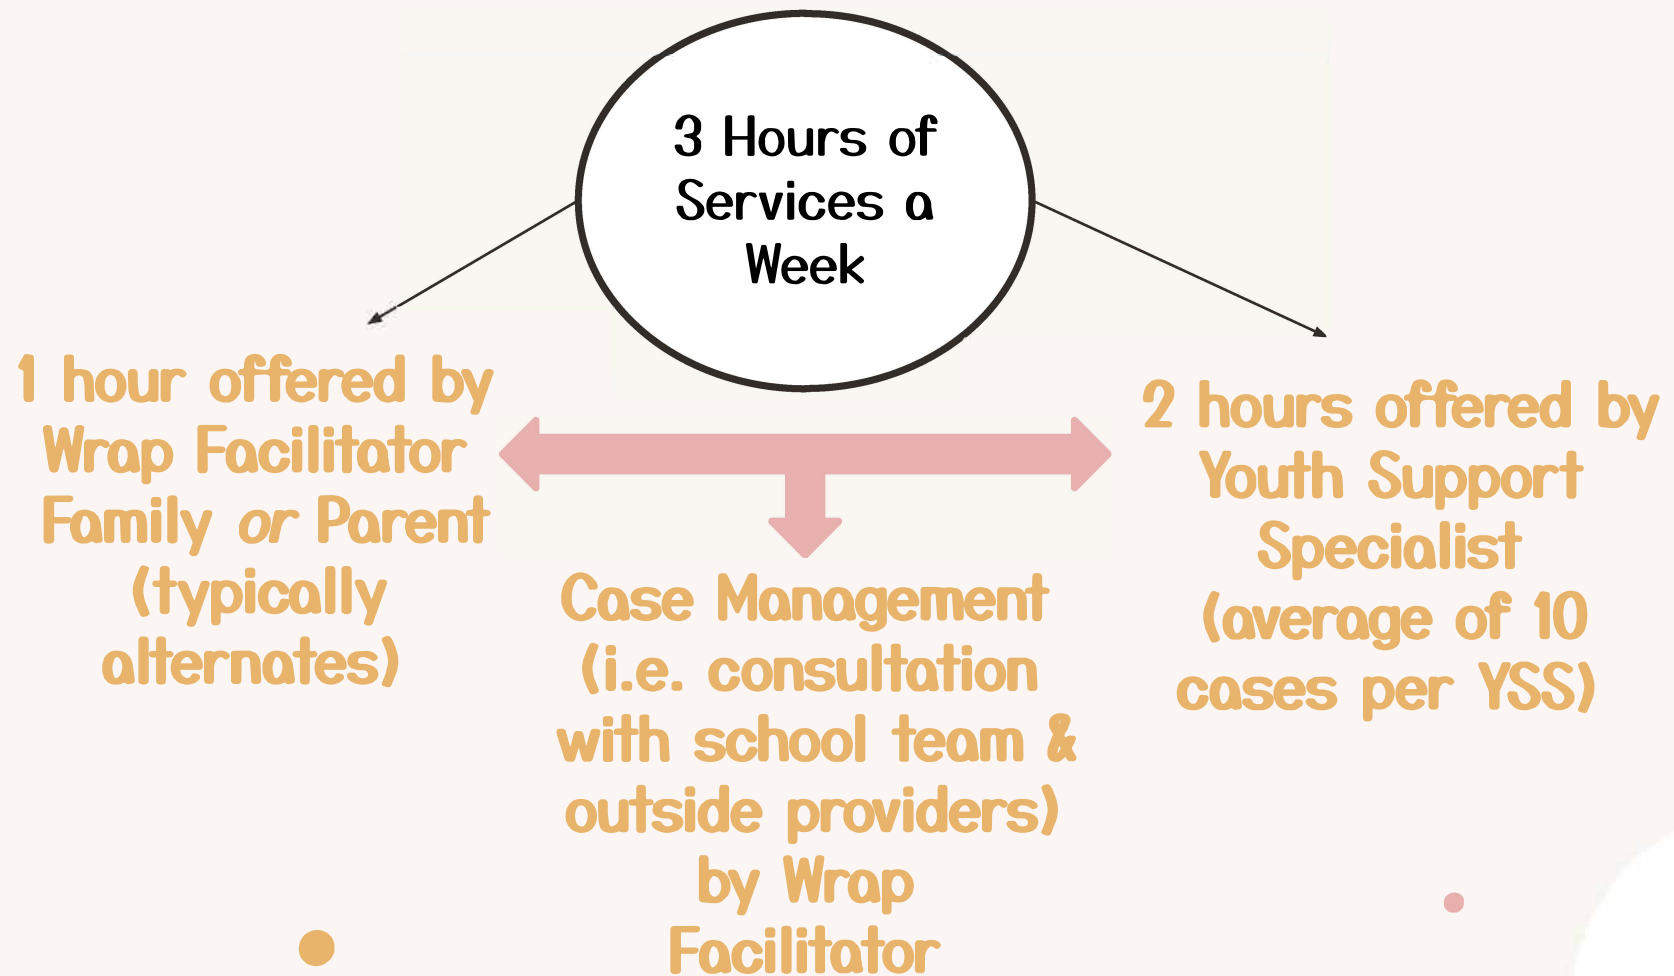 3 Hours of
Services a
Week
1 hour offered by
Wrap Facilitator
Family or Parent
(typically
alternates)
Case Management
(i.e. consultation
with school team &
outside providers)
by Wrap
Facilitator
2 hours offered by
Youth Support
Specialist
(average of 10
cases per YSS)